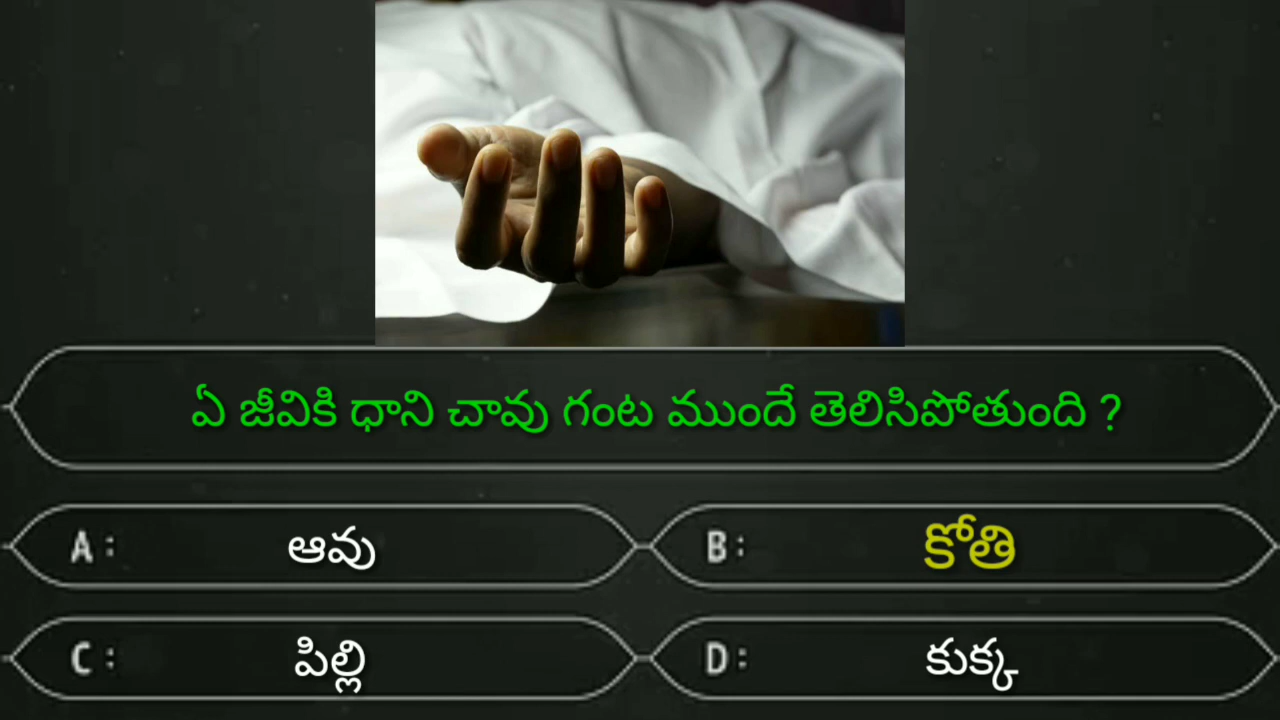 ఏ జీవికి ధాని చావు గంట ముందే తెలిసిపోతుంది ?
A : ఆవు
B : కోతి
C : పిల్లి
D : కుక్క